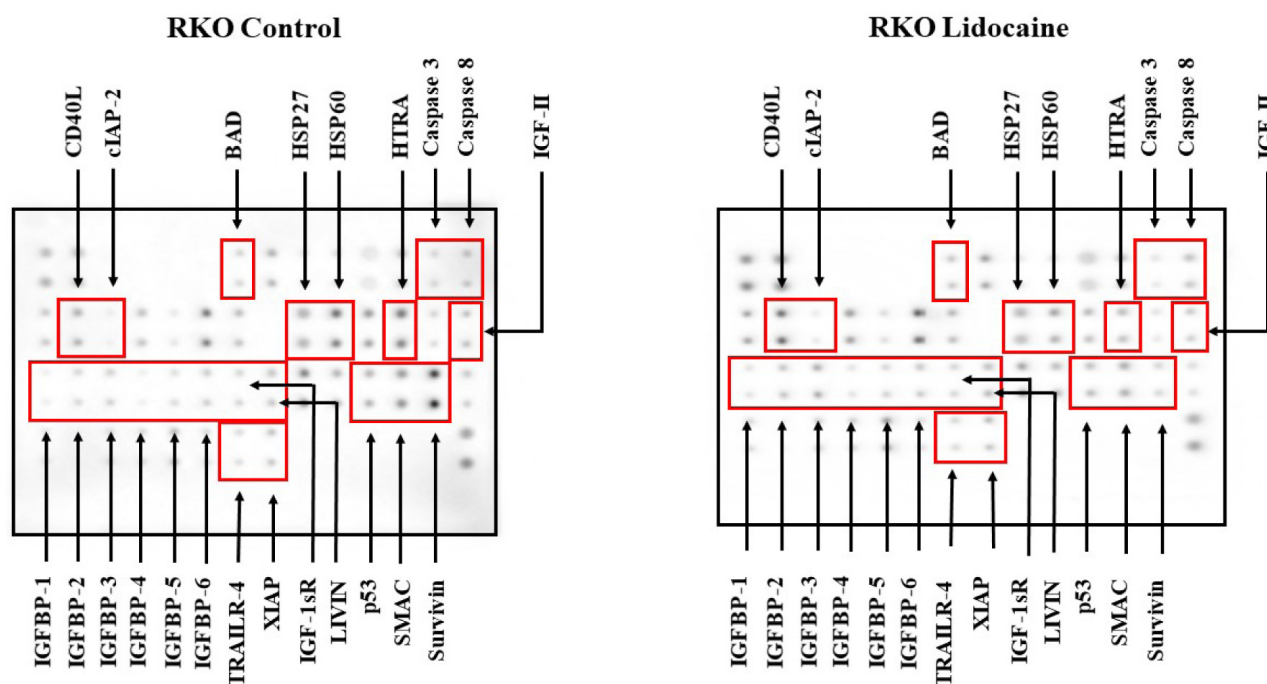 RKO Control
CD40L
cIAP-2
BAD
HSP27
HSP60
HTRA
Caspase 3
Caspase 8
IGF-II
IGFBP-1
IGFBP-2
IGFBP-3
IGFBP-4
IGFBP-5
IGFBP-6
TRAILR-4
XIAP
IGF-1sR
LIVIN
p53
SMAC
Survivin
RKO Lidocaine
CD40L
cIAP-2
BAD
HSP27
HSP60
HTRA
Caspase 3
Caspase 8
IGF-II
IGFBP-1
IGFBP-2
IGFBP-3
IGFBP-4
IGFBP-5
IGFBP-6
TRAILR-4
XIAP
IGF-1sR
LIVIN
p53
SMAC
Survivin